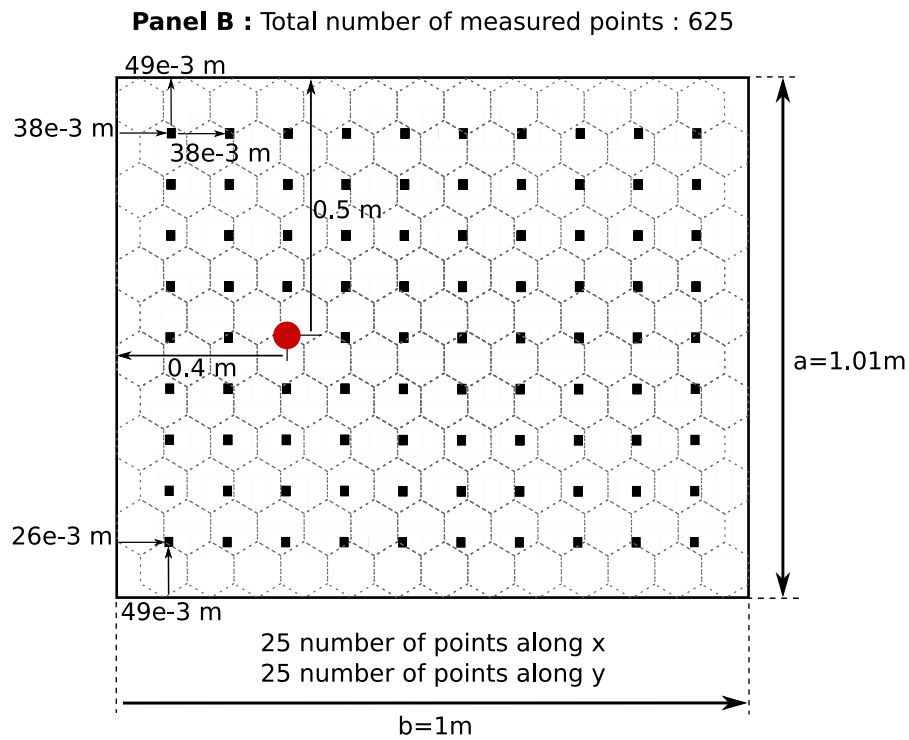 Panel B : Total number of measured points : 625
49e-3 m
38e-3 m
38e-3 m
0.5 m
0.4 m
a=1.01m
26e-3 m
49e-3 m
25 number of points along x
25 number of points along y
b=1m